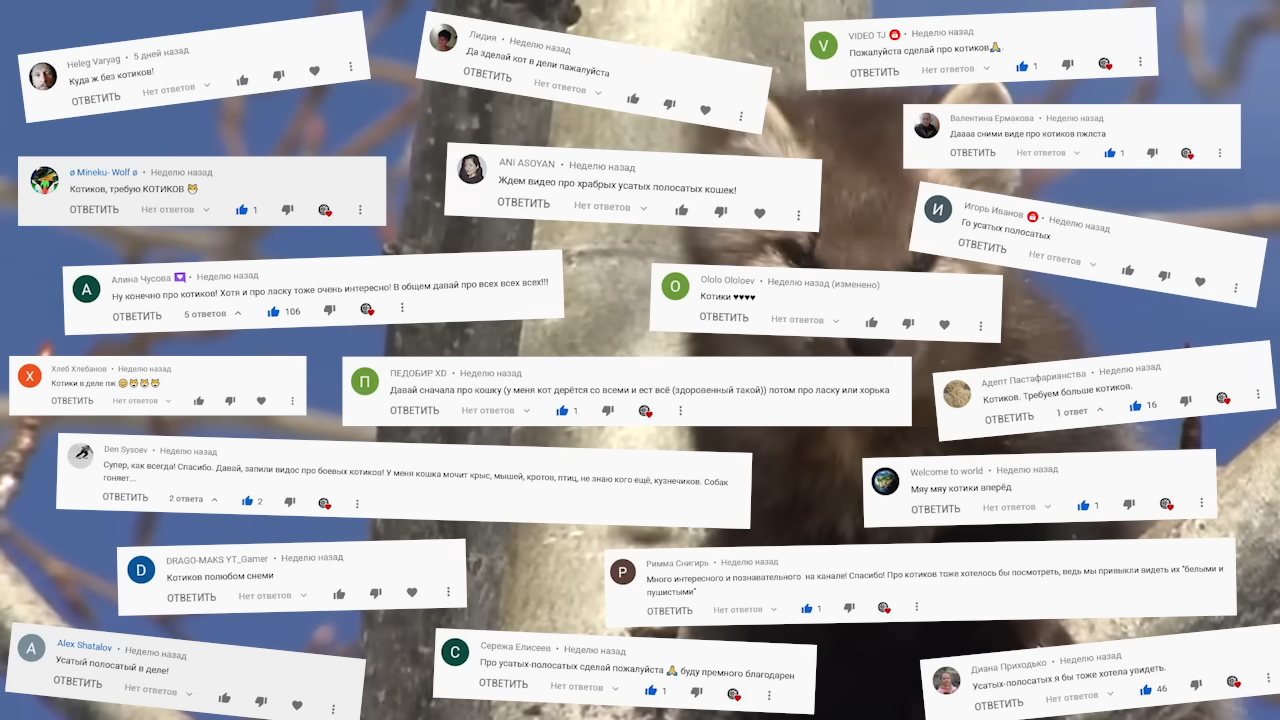 Heleg Varyag • 5 дней назад
Куда ж без котиков!
ОТВЕТИТЬ Нет ответов
Лидия • Неделю назад
Да зделай кот в дели пажалуйста
ОТВЕТИТЬ Нет ответов
VIDEO TJ • Неделю назад
Пожалуйста сделай про котиков🙏.
ОТВЕТИТЬ Нет ответов 1
Валентина Ермакова • Неделю назад
Даааа сними виде про котиков пжлста
ОТВЕТИТЬ Нет ответов 1
ø Mineku- Wolf ø • Неделю назад
Котиков, требую КОТИКОВ 😼
ОТВЕТИТЬ Нет ответов 1
ANI ASOYAN • Неделю назад
Ждем видео про храбрых усатых полосатых кошек!
ОТВЕТИТЬ Нет ответов
И
Игорь Иванов • Неделю назад
Го усатых полосатых
ОТВЕТИТЬ Нет ответов
А
Алина Чусова • Неделю назад
Ну конечно про котиков! Хотя и про ласку тоже очень интересно! В общем давай про всех всех всех!!!
ОТВЕТИТЬ 5 ответов 106
O
Ololo Ololoev • Неделю назад (изменено)
Котики ♥♥♥♥
ОТВЕТИТЬ Нет ответов
Х
Хлеб Хлебанов • Неделю назад
Котики в деле пж 😊😼😼😼
ОТВЕТИТЬ Нет ответов
П
ПЕДОБИР XD • Неделю назад
Давай сначала про кошку (у меня кот дерётся со всеми и ест всё (здоровенный такой)) потом про ласку или хорька
ОТВЕТИТЬ Нет ответов 1
Адепт Пастафарианства • Неделю назад
Котиков. Требуем больше котиков.
ОТВЕТИТЬ 1 ответ 16
Den Sysoev • Неделю назад
Супер, как всегда! Спасибо. Давай, запили видос про боевых котиков! У меня кошка мочит крыс, мышей, кротов, птиц, не знаю кого ещё, кузнечиков. Собак
гоняет...
ОТВЕТИТЬ 2 ответа 2
Welcome to world • Неделю назад
Мяу мяу котики вперёд
ОТВЕТИТЬ Нет ответов 1
D
DRAGO-MAKS YT_Gamer • Неделю назад
Котиков полюбом снеми
ОТВЕТИТЬ Нет ответов
Р
Римма Снигирь • Неделю назад
Много интересного и познавательного на канале! Спасибо! Про котиков тоже хотелось бы посмотреть, ведь мы привыкли видеть их "белыми и
пушистыми"
ОТВЕТИТЬ Нет ответов 1
A
Alex Shatalov • Неделю назад
Усатый полосатый в деле!
ОТВЕТИТЬ Нет ответов
С
Сережа Елисеев • Неделю назад
Про усатых-полосатых сделай пожалуйста 🙏 буду премного благодарен
ОТВЕТИТЬ Нет ответов 1
Диана Приходько • Неделю назад
Усатых-полосатых я бы тоже хотела увидеть.
ОТВЕТИТЬ Нет ответов 46